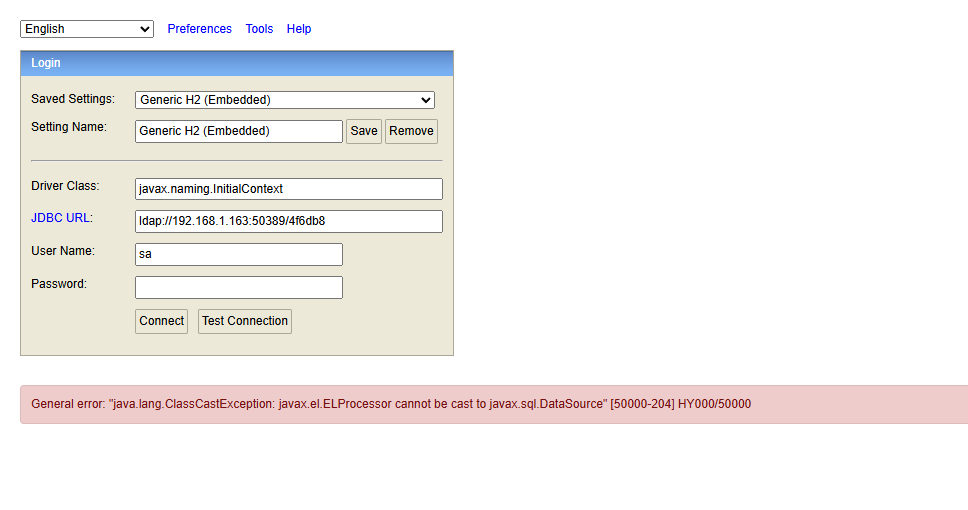 English Preferences Tools Help
Login
Saved Settings: Generic H2 (Embedded)
Setting Name: Generic H2 (Embedded) Save Remove
Driver Class: javax.naming.InitialContext
JDBC URL: ldap://192.168.1.163:50389/4f6db8
User Name: sa
Password:
Connect Test Connection
General error: "java.lang.ClassCastException: javax.el.ELProcessor cannot be cast to javax.sql.DataSource" [50000-204] HY000/50000